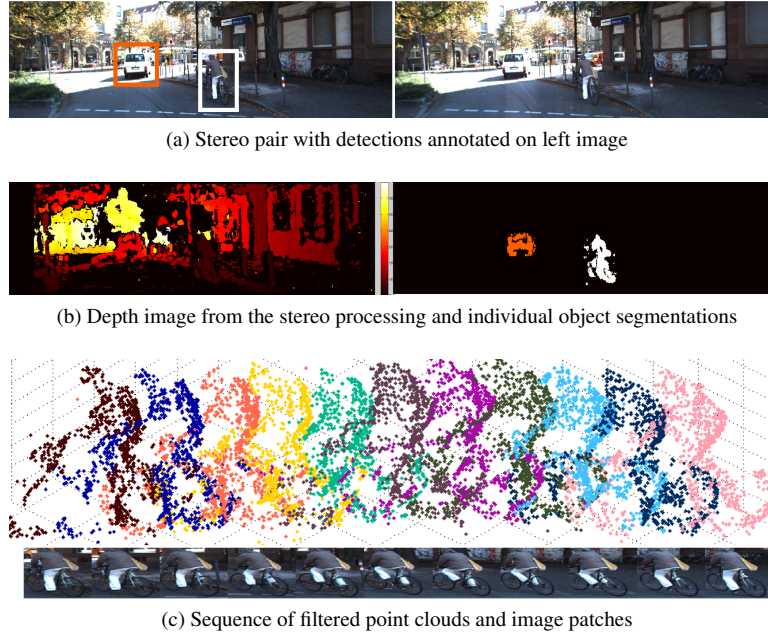 (a) Stereo pair with detections annotated on left image
(b) Depth image from the stereo processing and individual object segmentations
(c) Sequence of filtered point clouds and image patches